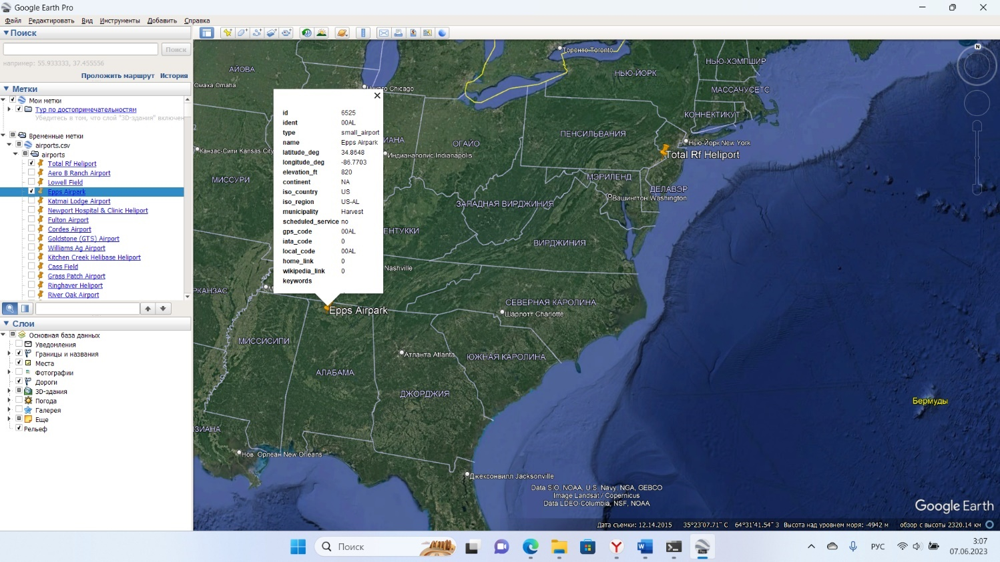 Google Earth Pro
Файл Редактировать Вид Инструменты Добавить Справка
Поиск
Поиск
например: 55.933333, 37.455556
Проложить маршрут История
Метки
Мои метки
Тур по достопримечательностям
Убедитесь в том, что слой "3D-здания" включен
Временные метки
airports.csv
airports
Total Rf Heliport
Aero B Ranch Airport
Lowell Field
Epps Airpark
Katmai Lodge Airport
Newport Hospital & Clinic Heliport
Fulton Airport
Cordes Airport
Goldstone (GTS) Airport
Williams Ag Airport
Kitchen Creek Helibase Heliport
Cass Field
Grass Patch Airport
Ringhaver Heliport
River Oak Airport
Слои
Основная база данных
Уведомления
Границы и названия
Места
Фотографии
Дороги
3D-здания
Погода
Галерея
Еще
Рельеф
id 6525
ident 00AL
type small_airport
name Epps Airpark
latitude_deg 34.8648
longitude_deg -86.7703
elevation_ft 820
continent NA
iso_country US
iso_region US-AL
municipality Harvest
scheduled_service no
gps_code 00AL
iata_code 0
local_code 00AL
home_link 0
wikipedia_link 0
keywords
N
Торонто Toronto
АЙОВА
НЬЮ-ЙОРК
НЬЮ-ХЭМПШИР
Омаха Omaha
Chicago
МАССАЧУСЕТС
КОННЕКТИКУТ
ПЕНСИЛЬВАНИЯ
ИАНА
ОГАЙО
Нью-Йорк New York
Канзас-Сити Kansas City
Индианаполис Indianapolis
Total Rf Heliport
МИССУРИ
МЭРИЛЕНД
ДЕЛАВЭР
Вашингтон Washington
ЗАПАДНАЯ ВИРДЖИНИЯ
ЕНТУККИ
ВИРДЖИНИЯ
Nashville
РКАНЗАС
СЕВЕРНАЯ КАРОЛИНА
Epps Airpark
Шарлотт Charlotte
МИССИСИПИ
Атланта Atlanta
ЮЖНАЯ КАРОЛИНА
АЛАБАМА
ДЖОРДЖИЯ
Бермуды
ЗИАНА
Нов. Орлеан New Orleans
Джексонвилл Jacksonville
Data SIO, NOAA, U.S. Navy, NGA, GEBCO
Image Landsat / Copernicus
Data LDEO-Columbia, NSF, NOAA
Google Earth
Дата съемки: 12.14.2015 35°23'07.71" С 64°31'41.54" З Высота над уровнем моря: -4942 м обзор с высоты 2320.14 км
Поиск
РУС
3:07
07.06.2023